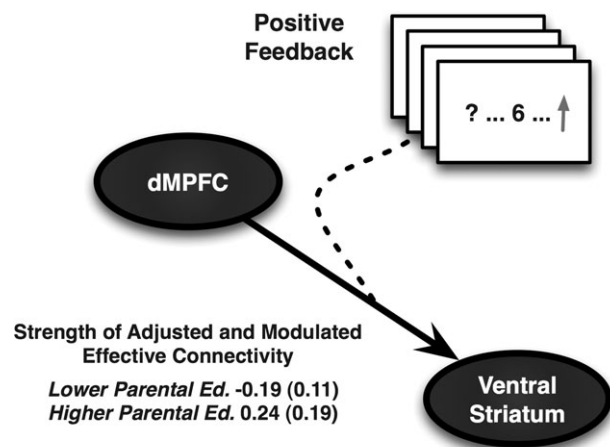 Positive
Feedback
? ... 6 ...
dMPFC
Strength of Adjusted and Modulated
Effective Connectivity
Lower Parental Ed. -0.19 (0.11)
Higher Parental Ed. 0.24 (0.19)
Ventral
Striatum